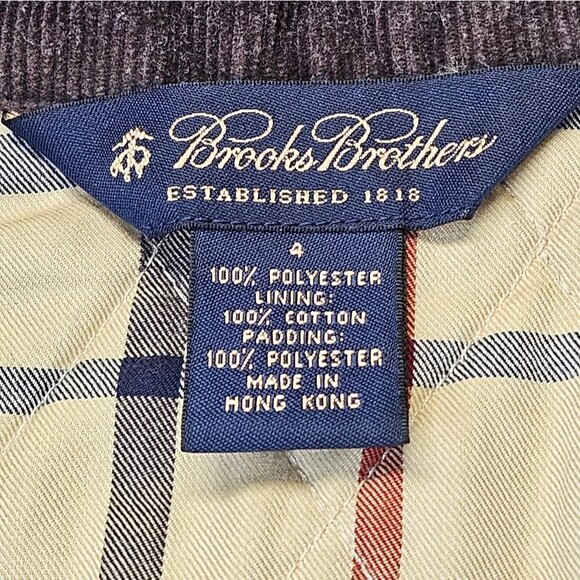 Brooks Brothers
ESTABLISHED 1818
4
100% POLYESTER
LINING:
100% COTTON
PADDING:
100% POLYESTER
MADE IN
HONG KONG